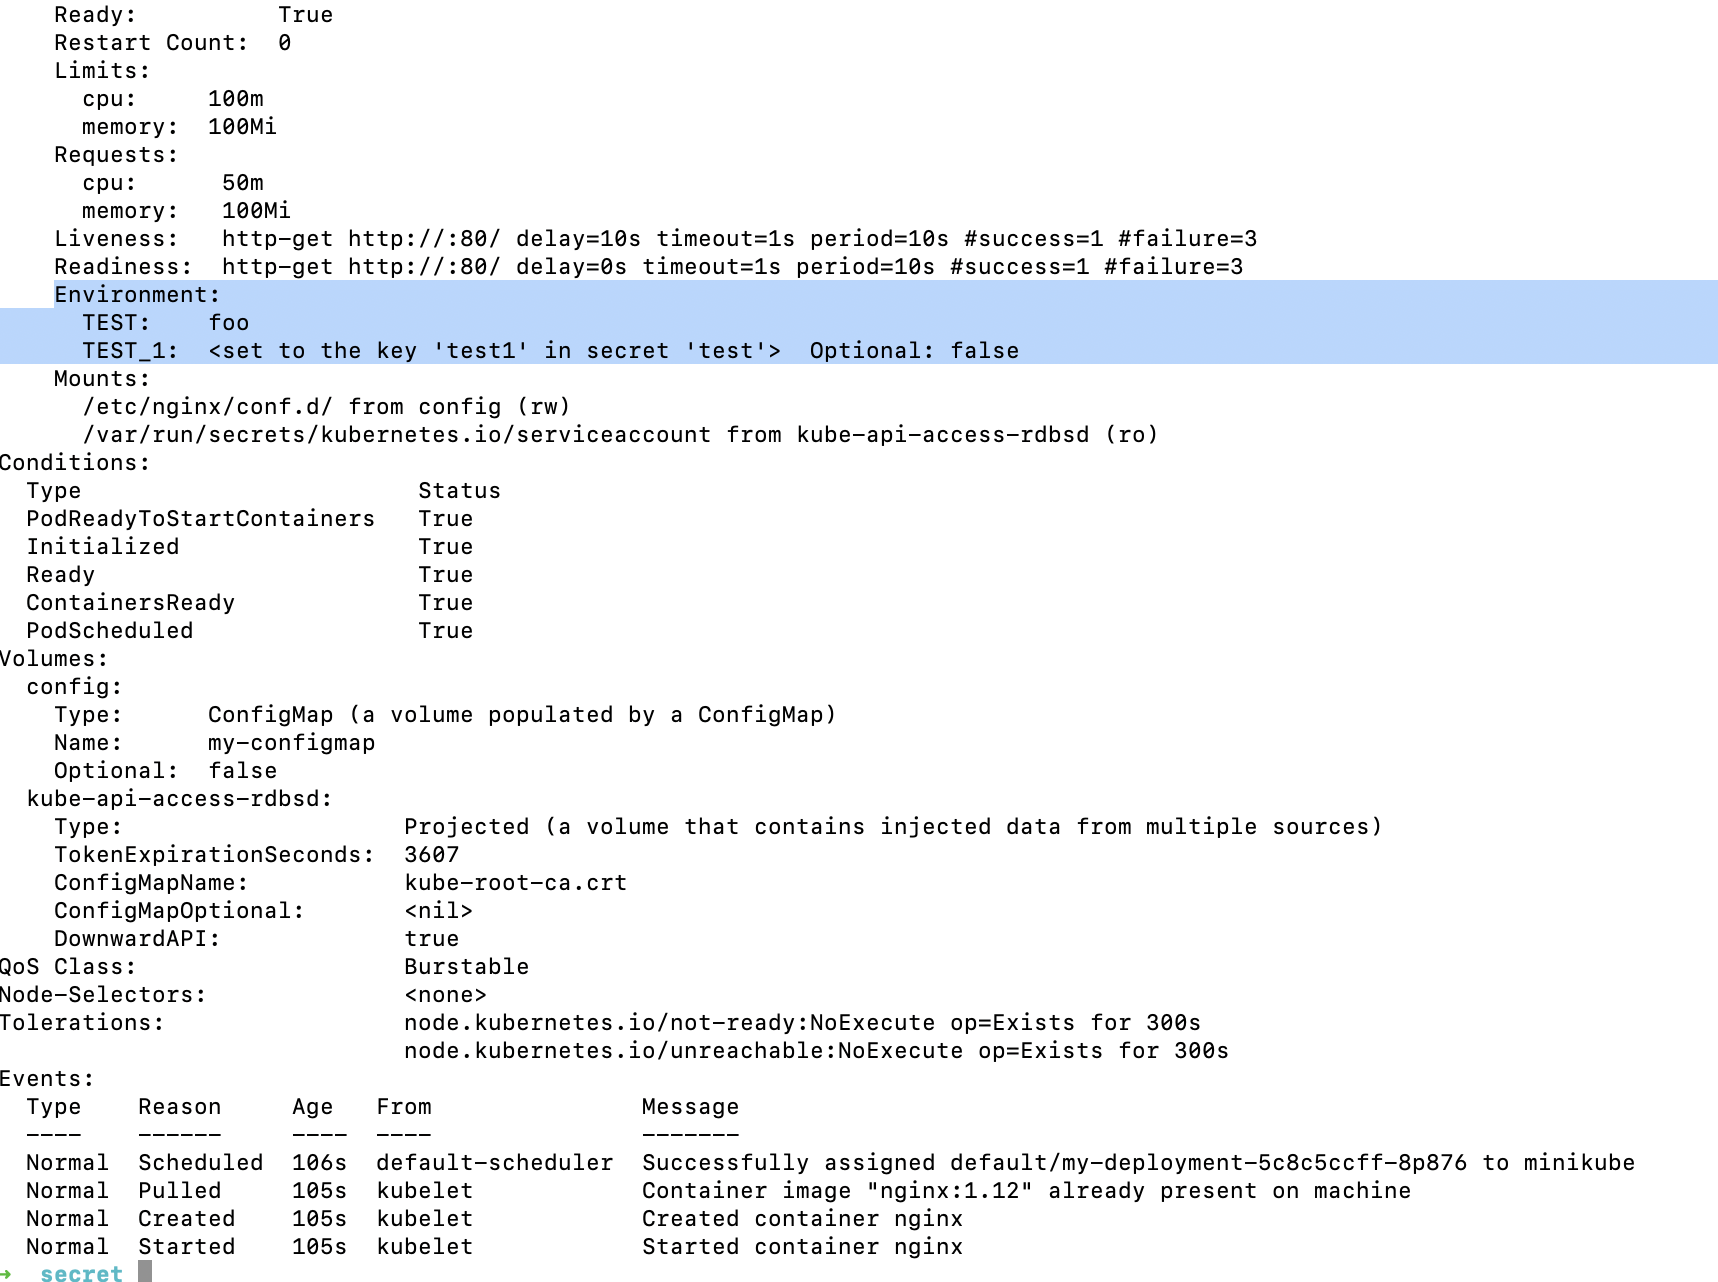 Ready:          True
Restart Count:  0
Limits:
cpu:     100m
memory:  100Mi
Requests:
cpu:      50m
memory:   100Mi
Liveness:   http-get http://:80/ delay=10s timeout=1s period=10s #success=1 #failure=3
Readiness:  http-get http://:80/ delay=0s timeout=1s period=10s #success=1 #failure=3
Environment:
TEST:    foo
TEST_1:  <set to the key 'test1' in secret 'test'>  Optional: false
Mounts:
/etc/nginx/conf.d/ from config (rw)
/var/run/secrets/kubernetes.io/serviceaccount from kube-api-access-rdbsd (ro)
Conditions:
Type                        Status
PodReadyToStartContainers   True
Initialized                 True
Ready                       True
ContainersReady             True
PodScheduled                True
Volumes:
config:
Type:      ConfigMap (a volume populated by a ConfigMap)
Name:      my-configmap
Optional:  false
kube-api-access-rdbsd:
Type:                    Projected (a volume that contains injected data from multiple sources)
TokenExpirationSeconds:  3607
ConfigMapName:           kube-root-ca.crt
ConfigMapOptional:       <nil>
DownwardAPI:             true
QoS Class:                   Burstable
Node-Selectors:              <none>
Tolerations:                 node.kubernetes.io/not-ready:NoExecute op=Exists for 300s
node.kubernetes.io/unreachable:NoExecute op=Exists for 300s
Events:
Type    Reason     Age   From               Message
----    ------     ----  ----               -------
Normal  Scheduled  106s  default-scheduler  Successfully assigned default/my-deployment-5c8c5ccff-8p876 to minikube
Normal  Pulled     105s  kubelet            Container image "nginx:1.12" already present on machine
Normal  Created    105s  kubelet            Created container nginx
Normal  Started    105s  kubelet            Started container nginx
➜  secret